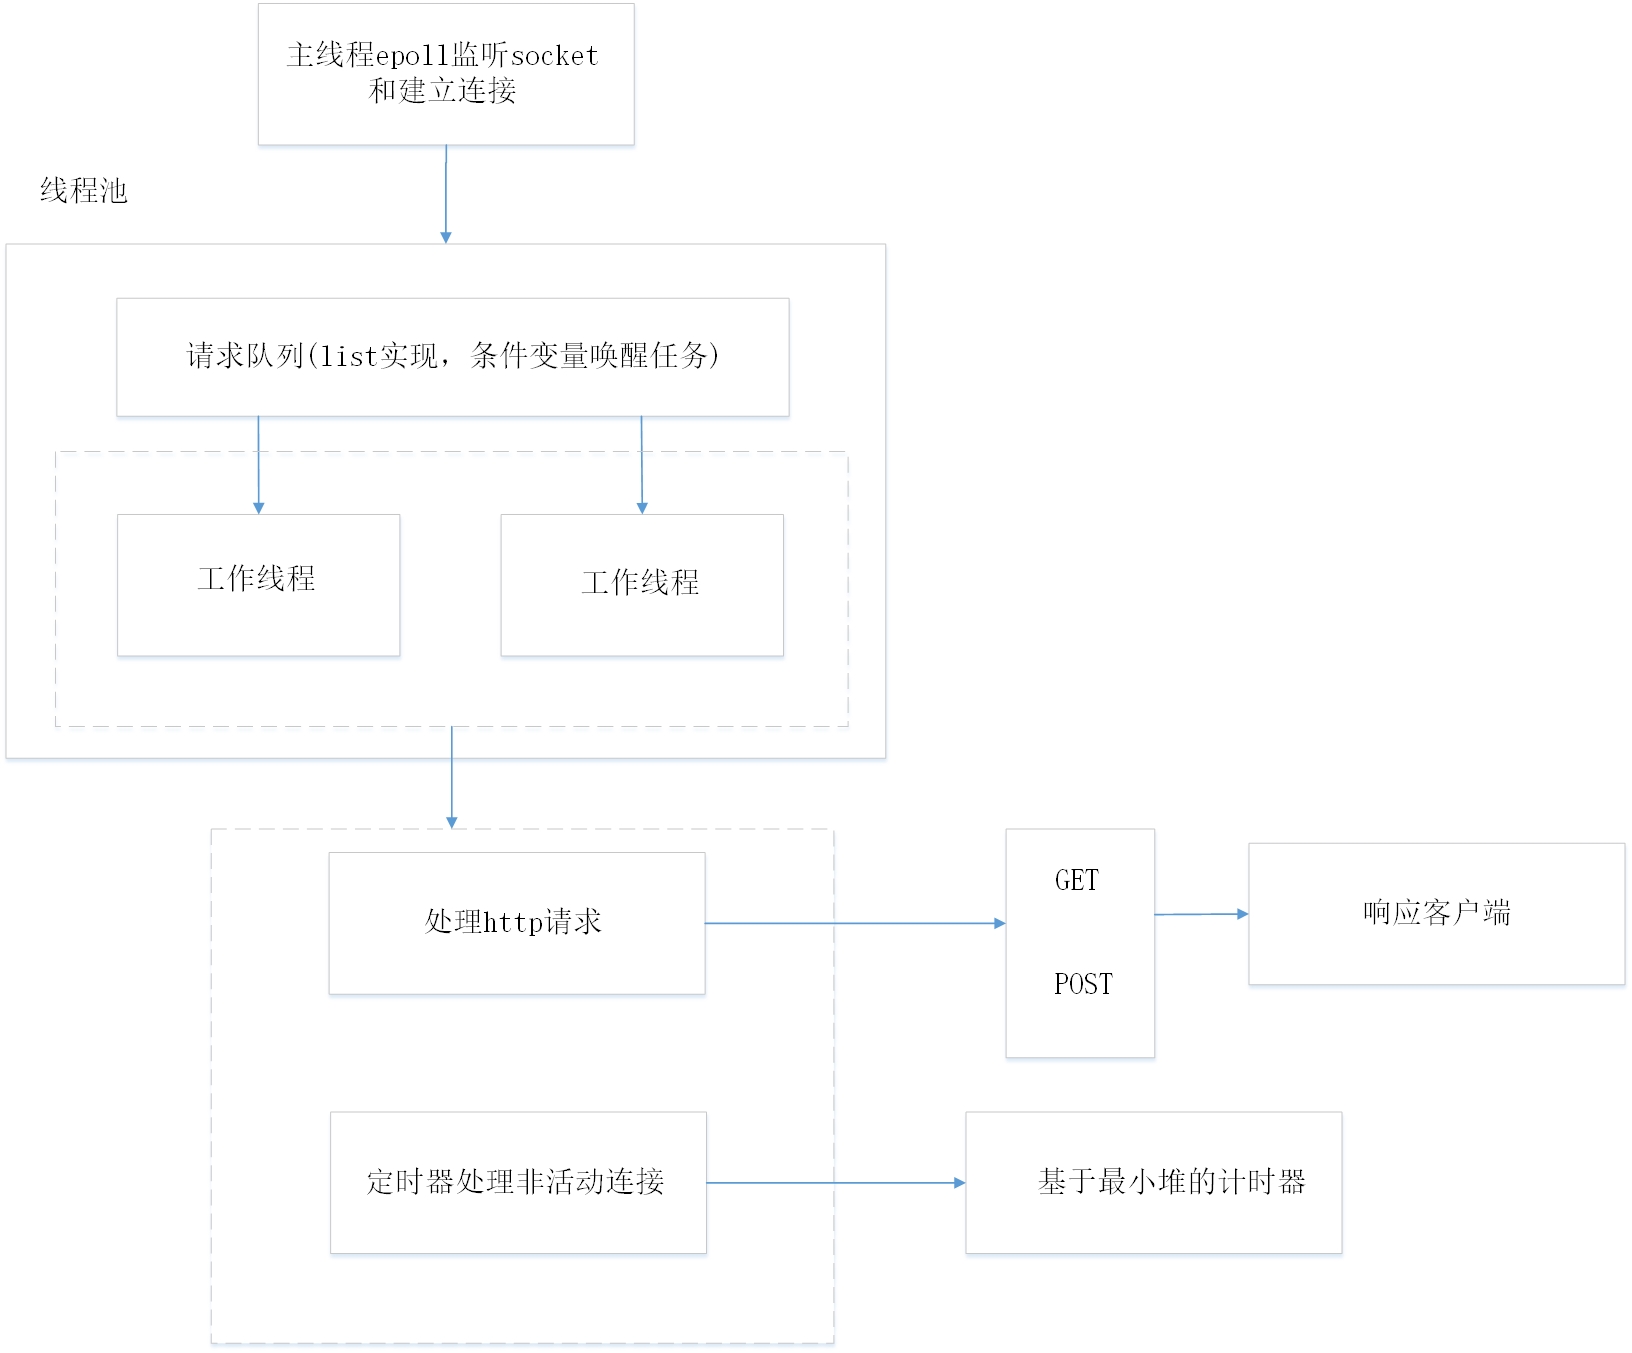 主线程epoll监听socket
和建立连接
线程池
请求队列(list实现，条件变量唤醒任务)
工作线程
工作线程
处理http请求
GET
POST
响应客户端
定时器处理非活动连接
基于最小堆的计时器